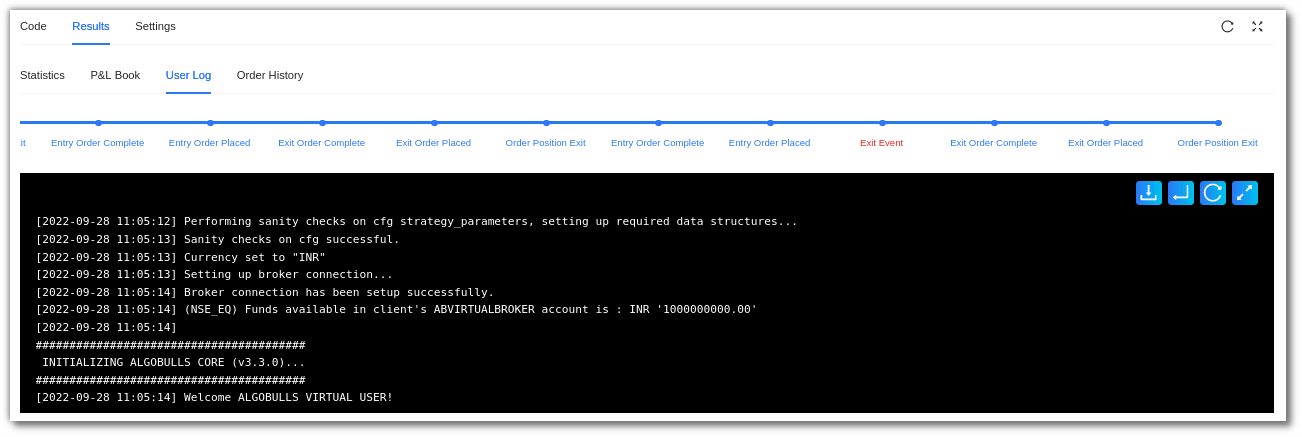 Code Results Settings
Statistics P&L Book User Log Order History
it Entry Order Complete Entry Order Placed Exit Order Complete Exit Order Placed Order Position Exit Entry Order Complete Entry Order Placed Exit Event Exit Order Complete Exit Order Placed Order Position Exit
[2022-09-28 11:05:12] Performing sanity checks on cfg strategy_parameters, setting up required data structures...
[2022-09-28 11:05:13] Sanity checks on cfg successful.
[2022-09-28 11:05:13] Currency set to "INR"
[2022-09-28 11:05:13] Setting up broker connection...
[2022-09-28 11:05:14] Broker connection has been setup successfully.
[2022-09-28 11:05:14] (NSE_EQ) Funds available in client's ABVIRTUALBROKER account is : INR '1000000000.00'
[2022-09-28 11:05:14]
########################################
INITIALIZING ALGOBULLS CORE (v3.3.0)...
########################################
[2022-09-28 11:05:14] Welcome ALGOBULLS VIRTUAL USER!